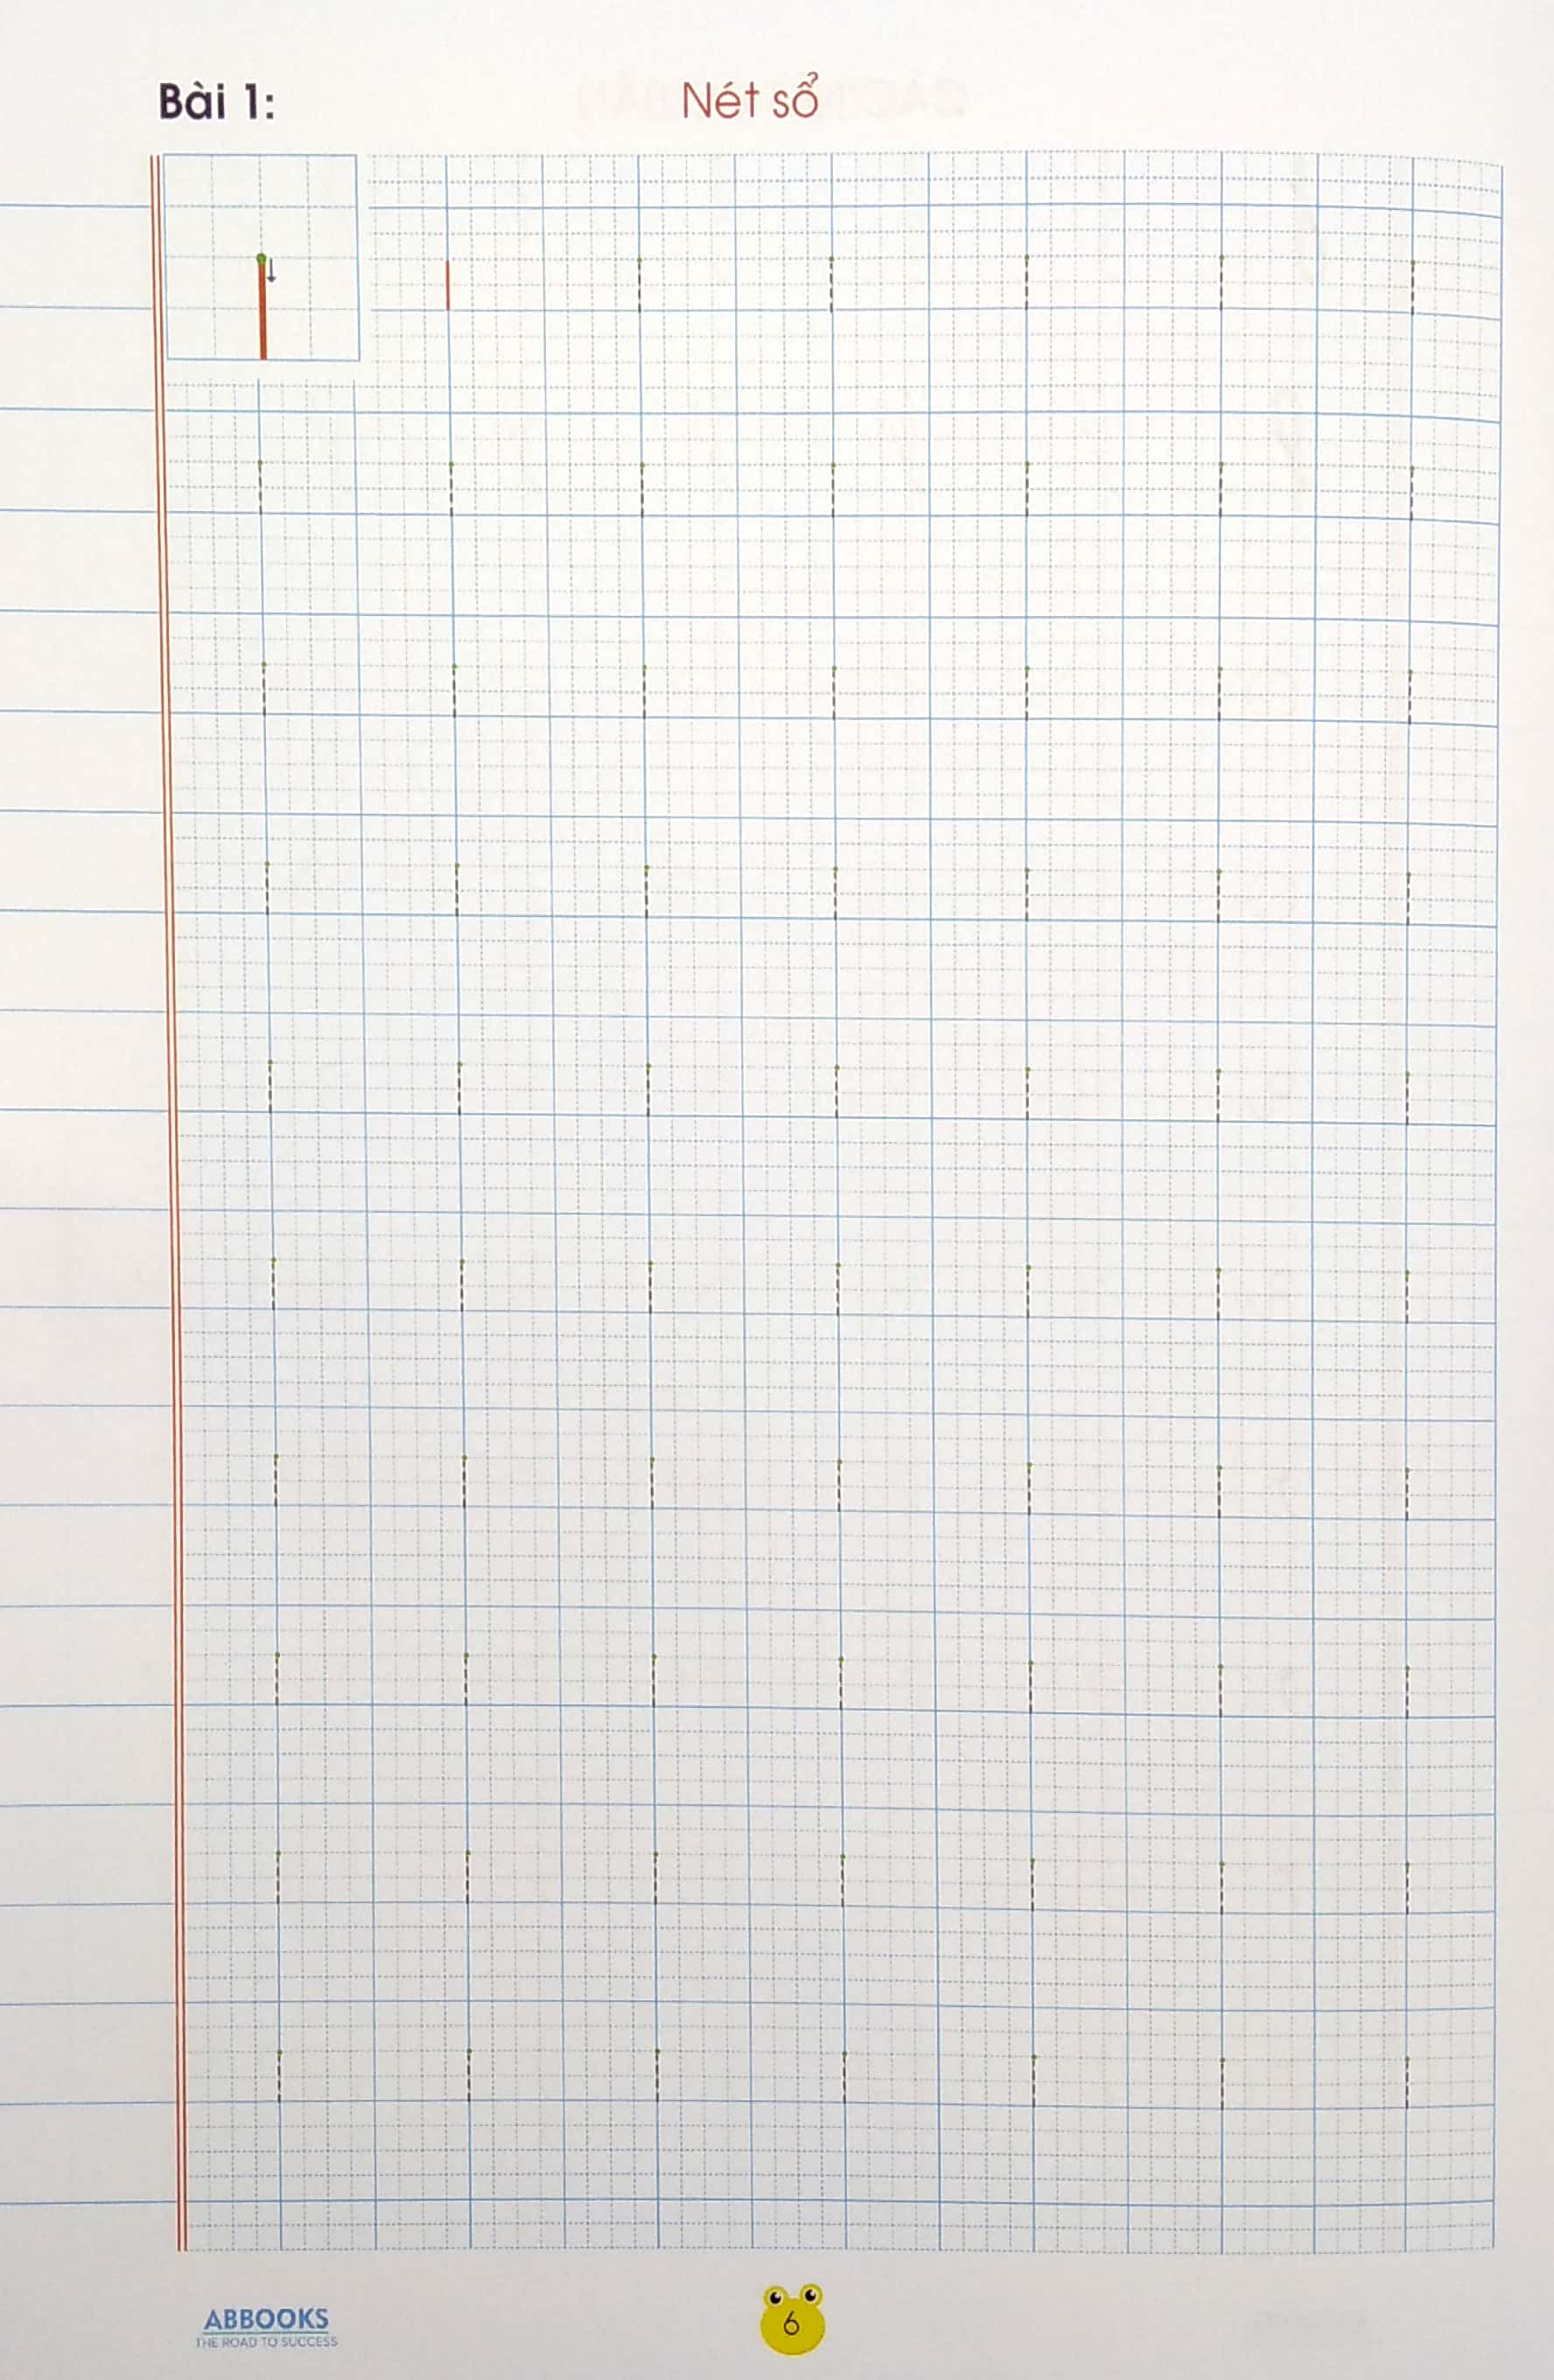 Bài 1:
Nét sổ
ABBOOKS
THE ROAD TO SUCCESS
6